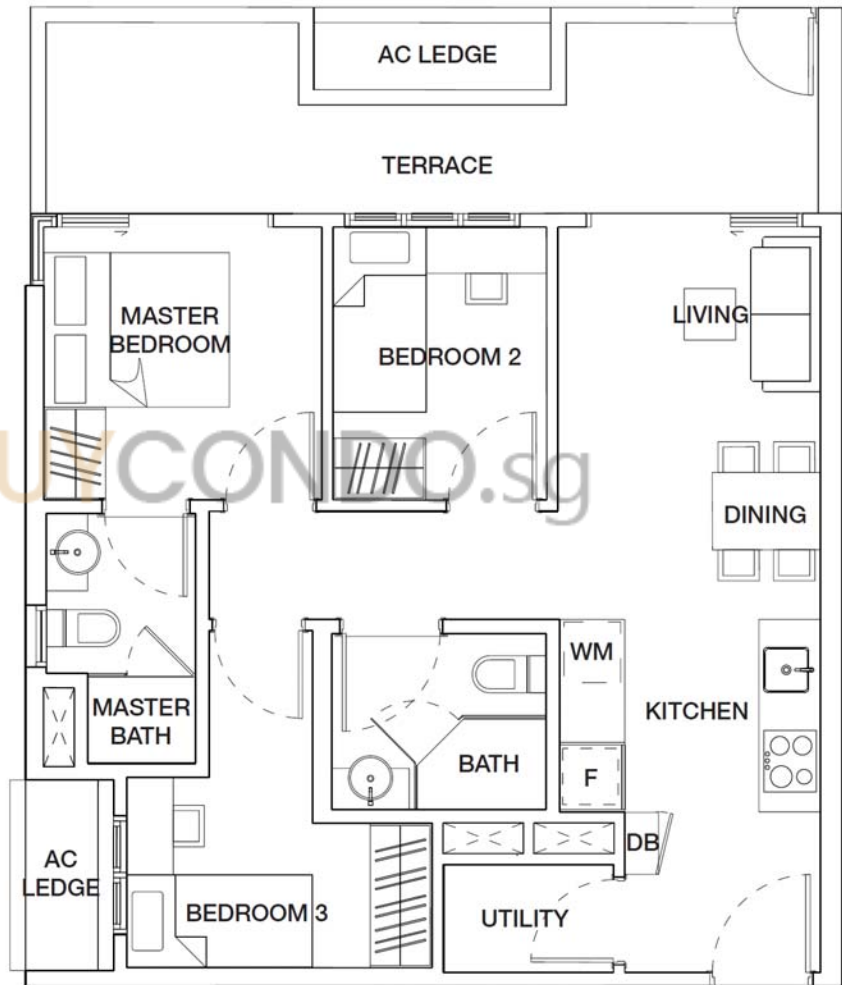 AC LEDGE
TERRACE
MASTER
BEDROOM
BEDROOM 2
LIVING
UYCONDO.sg
DINING
WM
MASTER
BATH
KITCHEN
BATH
F
AC
LEDGE
DB
BEDROOM 3
UTILITY